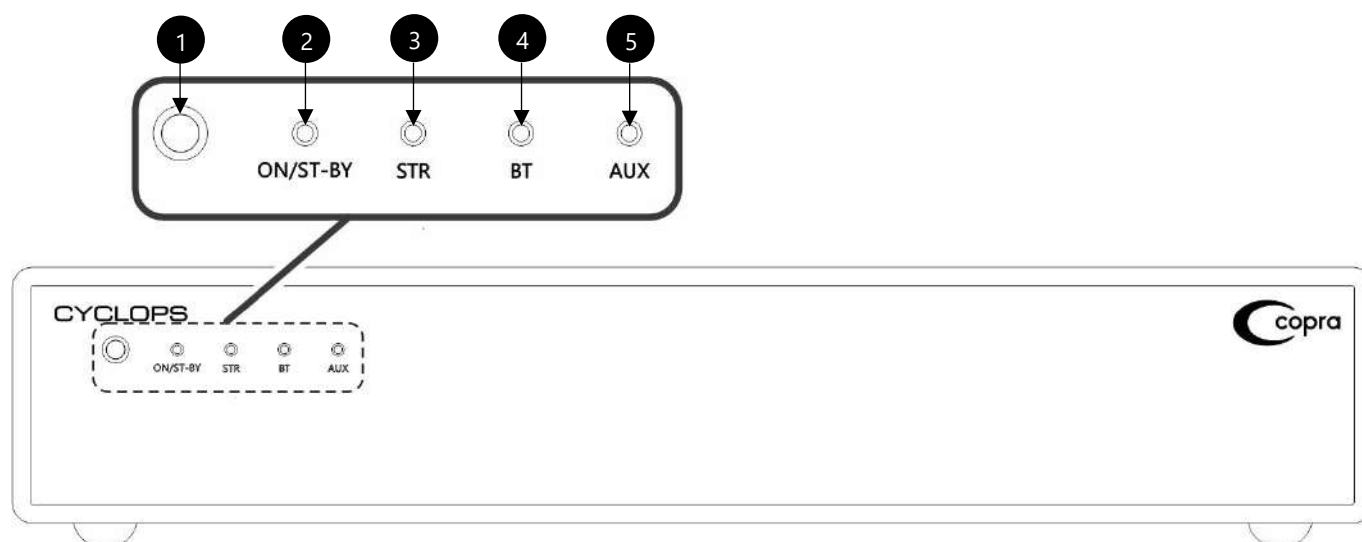 1 2 3 4 5
ON/ST-BY STR BT AUX
CYCLOPS
copra
ON/ST-BY STR BT AUX